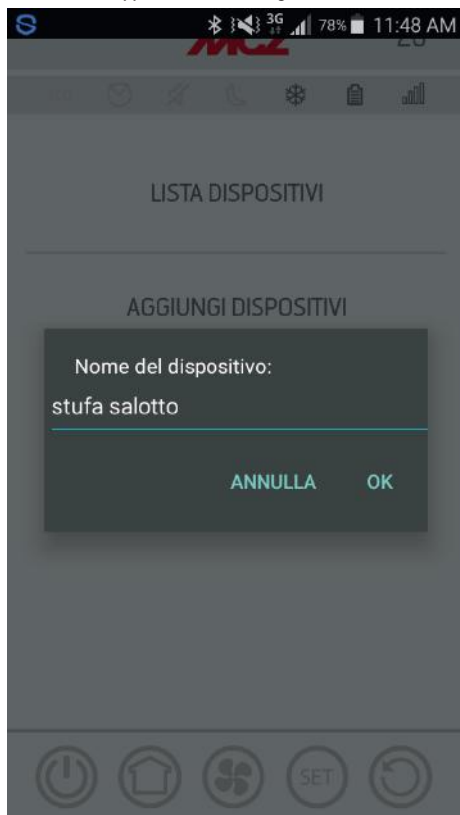 3G 78% 11:48 AM
MCZ
LISTA DISPOSITIVI
AGGIUNGI DISPOSITIVI
Nome del dispositivo:
stufa salotto
ANNULLA OK
SET